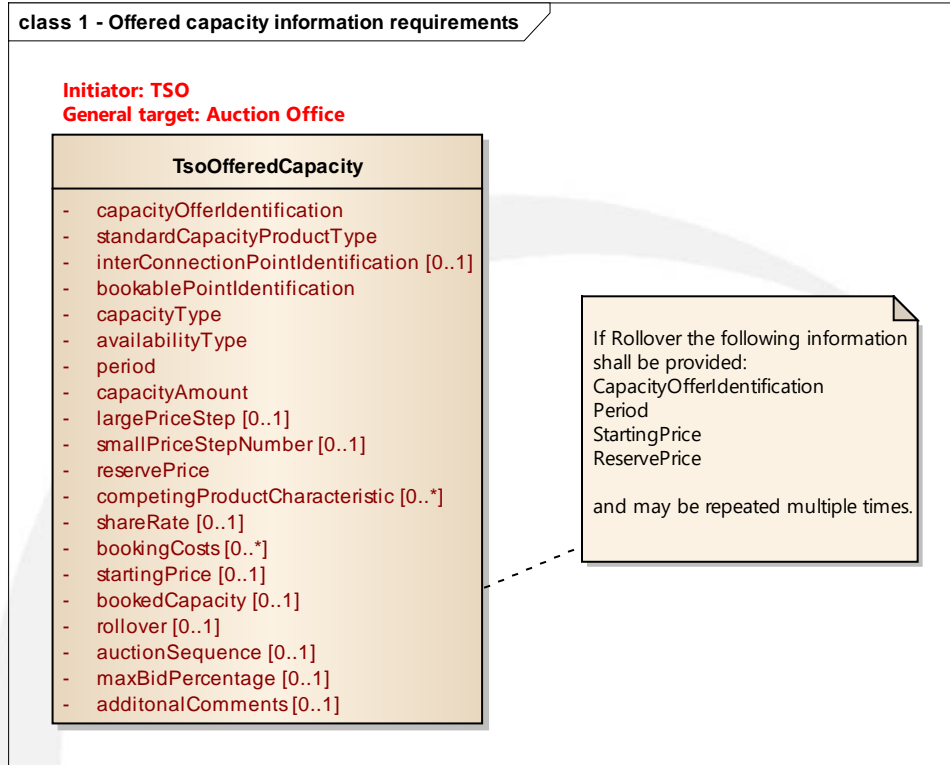 class 1 - Offered capacity information requirements
Initiator: TSO
General target: Auction Office
TsoOfferedCapacity
- capacityOfferIdentification
- standardCapacityProductType
- interConnectionPointIdentification [0..1]
- bookablePointIdentification
- capacityType
- availabilityType
- period
- capacityAmount
- largePriceStep [0..1]
- smallPriceStepNumber [0..1]
- reservePrice
- competingProductCharacteristic [0..*]
- shareRate [0..1]
- bookingCosts [0..*]
- startingPrice [0..1]
- bookedCapacity [0..1]
- rollover [0..1]
- auctionSequence [0..1]
- maxBidPercentage [0..1]
- additonalComments [0..1]
If Rollover the following information
shall be provided:
CapacityOfferIdentification
Period
StartingPrice
ReservePrice
and may be repeated multiple times.